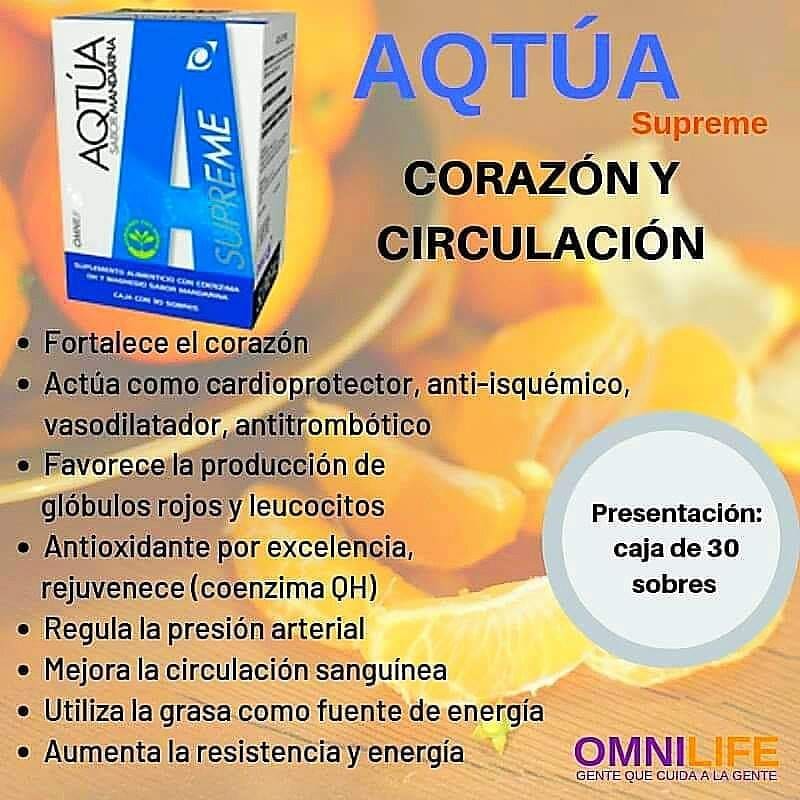 AQTÚA
SABOR MANDARINA
SUPREME
SUPLEMENTO ALIMENTICIO CON COENZIMA
QH Y MAGNESIO SABOR MANDARINA
CAJA CON 30 SOBRES
AQTÚA
Supreme
CORAZÓN Y
CIRCULACIÓN
• Fortalece el corazón
• Actúa como cardioprotector, anti-isquémico,
vasodilatador, antitrombótico
• Favorece la producción de
glóbulos rojos y leucocitos
• Antioxidante por excelencia,
rejuvenece (coenzima QH)
• Regula la presión arterial
• Mejora la circulación sanguínea
• Utiliza la grasa como fuente de energía
• Aumenta la resistencia y energía
Presentación:
caja de 30
sobres
OMNILIFE
GENTE QUE CUIDA A LA GENTE